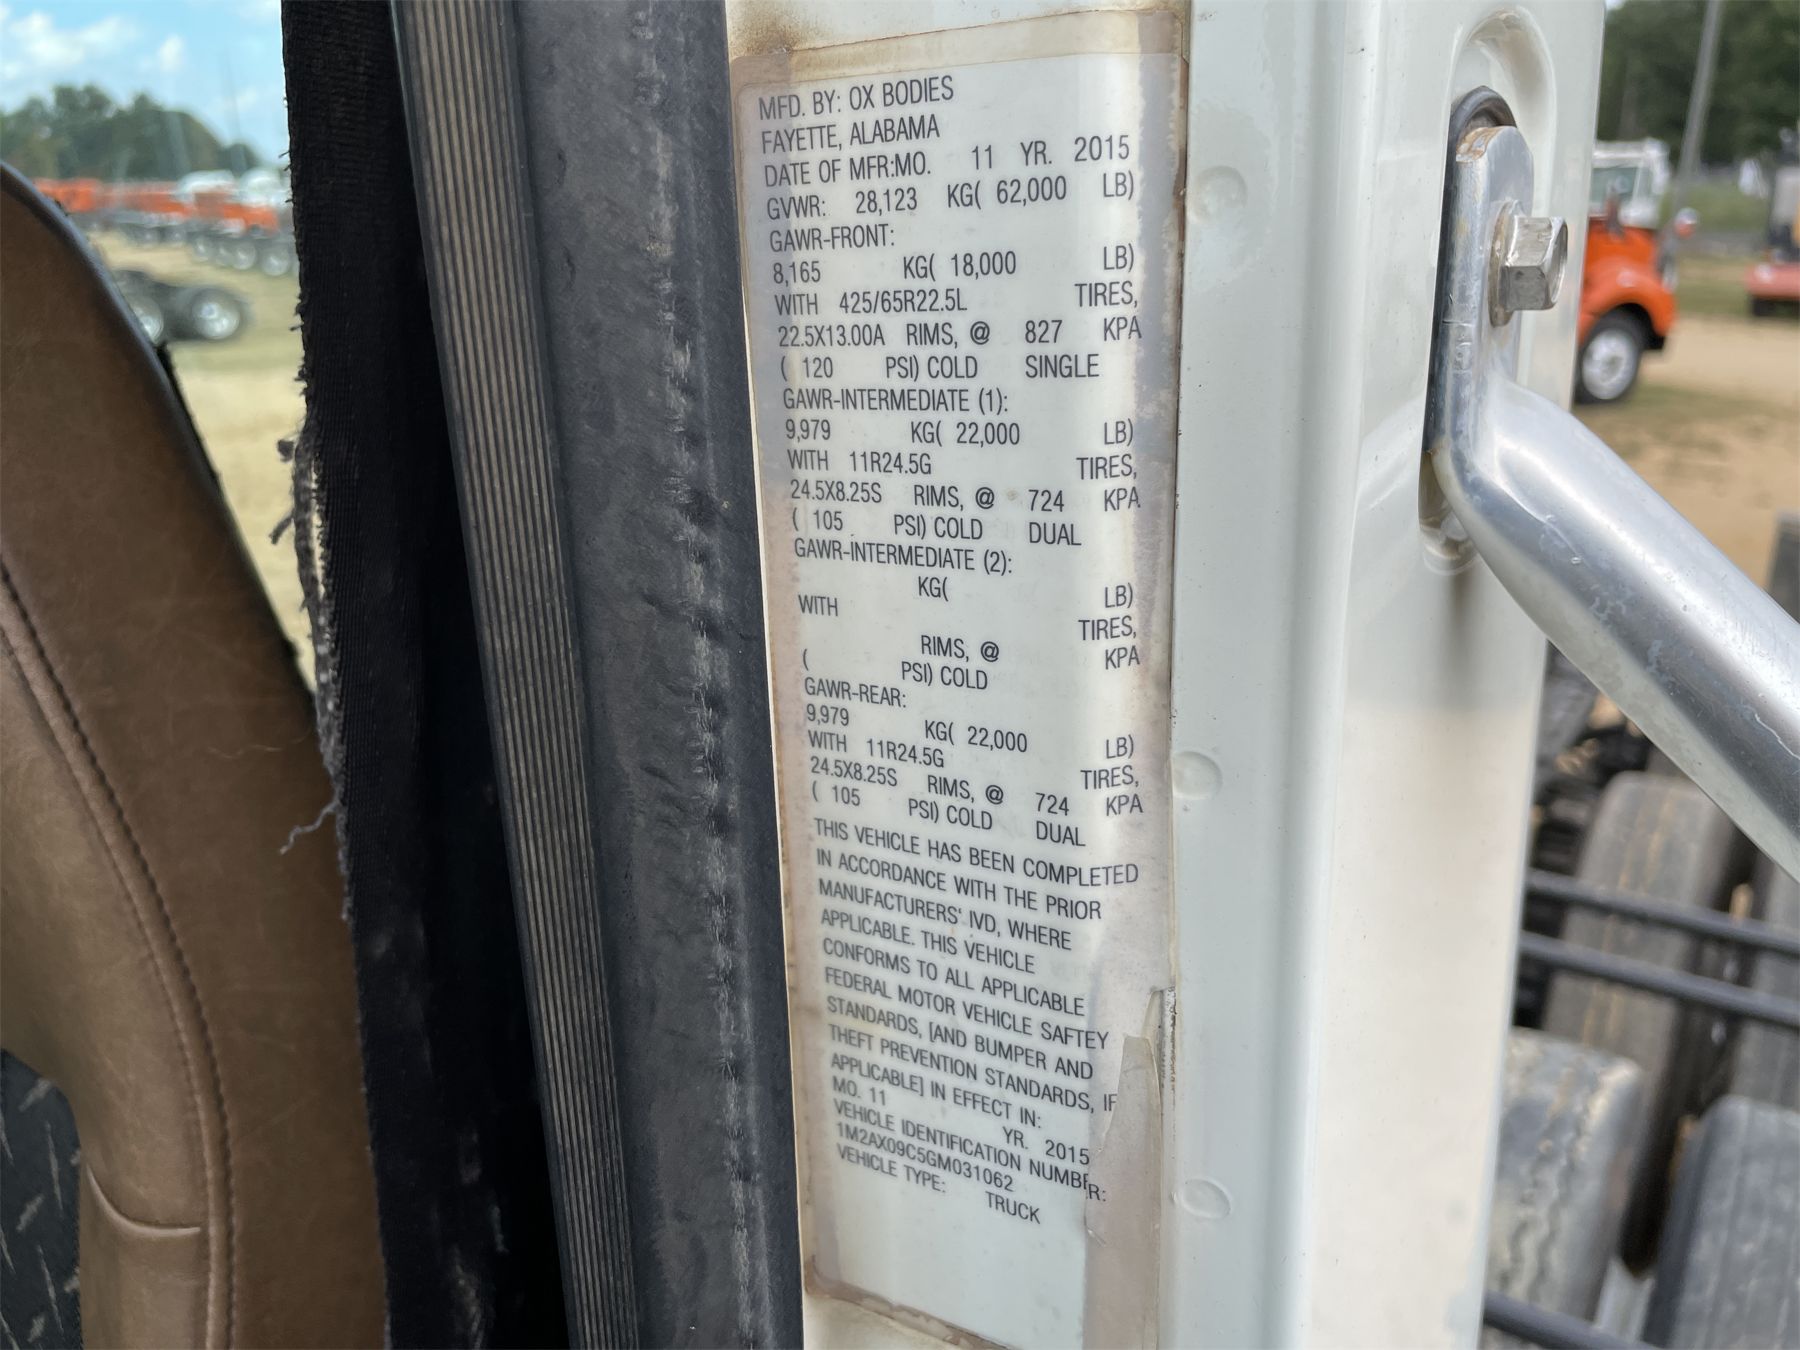 MFD. BY: OX BODIES
FAYETTE, ALABAMA
DATE OF MFR:MO. 11 YR. 2015
GVWR: 28,123 KG( 62,000 LB)
GAWR-FRONT:
8,165 KG( 18,000 LB)
WITH 425/65R22.5L TIRES,
22.5X13.00A RIMS, @ 827 KPA
( 120 PSI) COLD SINGLE
GAWR-INTERMEDIATE (1):
9,979 KG( 22,000 LB)
WITH 11R24.5G TIRES,
24.5X8.25S RIMS, @ 724 KPA
( 105 PSI) COLD DUAL
GAWR-INTERMEDIATE (2):
KG( LB)
WITH TIRES,
RIMS, @ KPA
( PSI) COLD
GAWR-REAR:
9,979 KG( 22,000 LB)
WITH 11R24.5G TIRES,
24.5X8.25S RIMS, @ 724 KPA
( 105 PSI) COLD DUAL
THIS VEHICLE HAS BEEN COMPLETED
IN ACCORDANCE WITH THE PRIOR
MANUFACTURERS' IVD, WHERE
APPLICABLE. THIS VEHICLE
CONFORMS TO ALL APPLICABLE
FEDERAL MOTOR VEHICLE SAFTEY
STANDARDS, [AND BUMPER AND
THEFT PREVENTION STANDARDS, IF
APPLICABLE] IN EFFECT IN:
MO. 11 YR. 2015
VEHICLE IDENTIFICATION NUMBER:
1M2AX09C5GM031062
VEHICLE TYPE: TRUCK